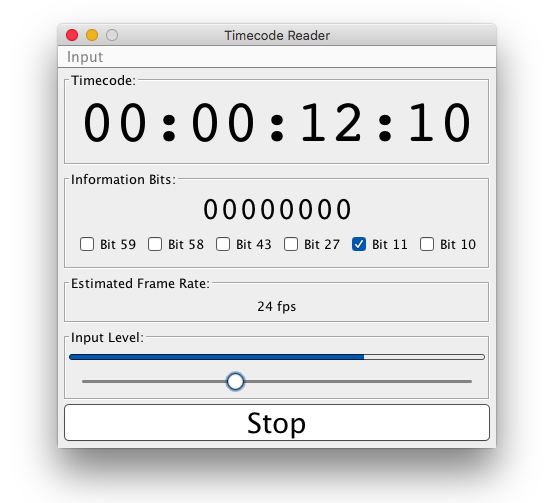 Timecode Reader
Input
Timecode:
00:00:12:10
Information Bits:
00000000
Bit 59 Bit 58 Bit 43 Bit 27 Bit 11 Bit 10
Estimated Frame Rate:
24 fps
Input Level:
Stop